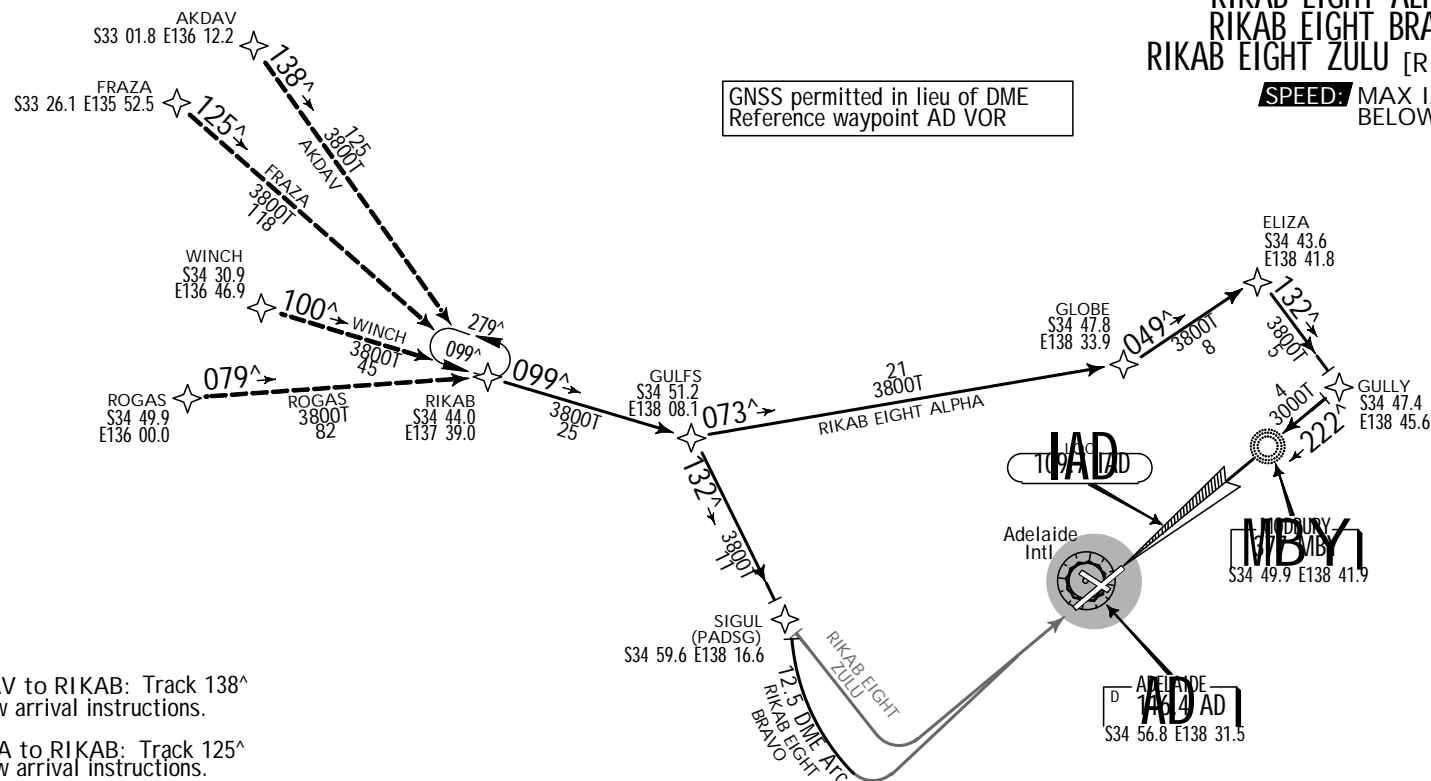 RIKAB EIGHT
RIKAB EIGHT
RIKAB EIGHT ZULU [R
SPEED: MAX
BELOW
GNSS permitted in lieu of DME
Reference waypoint AD VOR
AKDAV
S33 01.8 E136 12.2
138^
125
3800T
AKDAV
FRAZA
S33 26.1 E135 52.5
125^
FRAZA
3800T
118
WINCH
S34 30.9
E136 46.9
100^
WINCH
3800T
45
ROGAS
S34 49.9
E136 00.0
079^
ROGAS
3800T
82
279^
099^
RIKAB
S34 44.0
E137 39.0
099^
3800T
25
GULFS
S34 51.2
E138 08.1
073^
21
3800T
RIKAB EIGHT ALPHA
GLOBE
S34 47.8
E138 33.9
049^
3800T
8
ELIZA
S34 43.6
E138 41.8
132^
3800T
5
GULLY
S34 47.4
E138 45.6
4
3000T
222^
132^
3800T
11
SIGUL
(PADSG)
S34 59.6 E138 16.6
RIKAB EIGHT
ZULU
12.5 DME Arc
RIKAB EIGHT
BRAVO
IAD
Adelaide
Intl
MODBURY
MBY
S34 49.9 E138 41.9
D
ADELAIDE
116.4 AD
AD
S34 56.8 E138 31.5
V to RIKAB: Track 138^
w arrival instructions.
A to RIKAB: Track 125^
w arrival instructions.